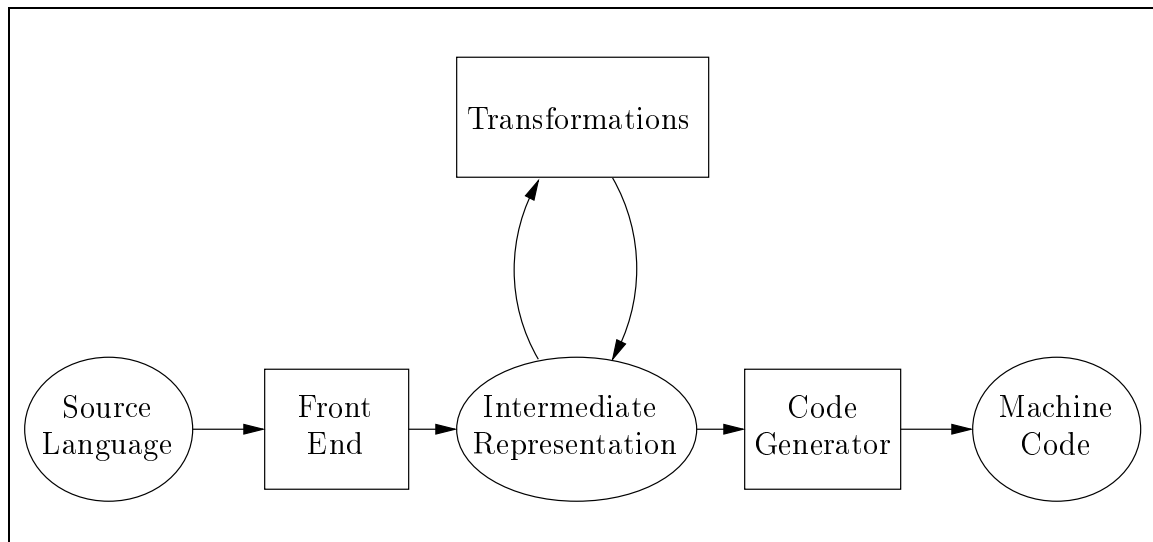 Transformations
Source
Language
Front
End
Intermediate
Representation
Code
Generator
Machine
Code